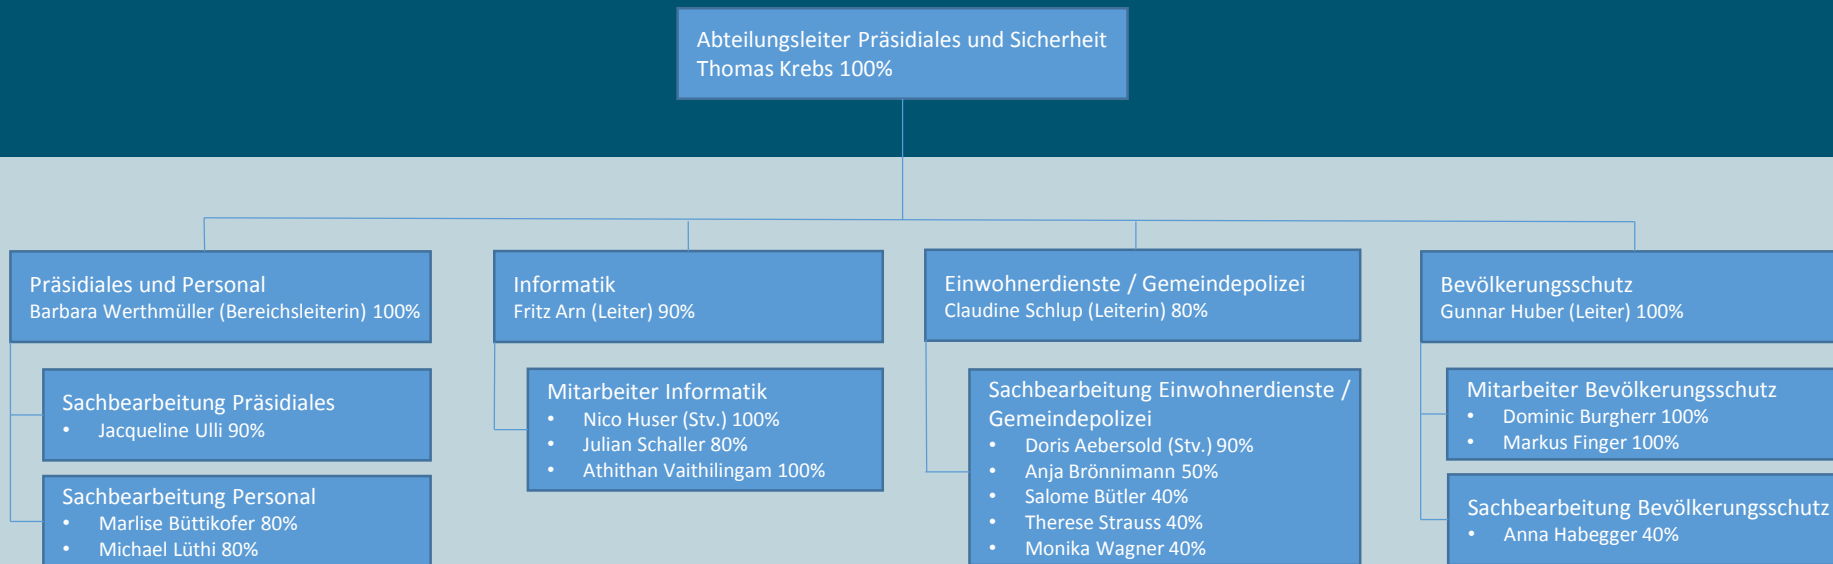 Abteilungsleiter Präsidiales und Sicherheit
Thomas Krebs 100%
Präsidiales und Personal
Barbara Werthmüller (Bereichsleiterin) 100%
Sachbearbeitung Präsidiales
• Jacqueline Ulli 90%
Sachbearbeitung Personal
• Marlise Büttikofer 80%
• Michael Lüthi 80%
Informatik
Fritz Arn (Leiter) 90%
Mitarbeiter Informatik
• Nico Huser (Stv.) 100%
• Julian Schaller 80%
• Athithan Vaithilingam 100%
Einwohnerdienste / Gemeindepolizei
Claudine Schlup (Leiterin) 80%
Sachbearbeitung Einwohnerdienste /
Gemeindepolizei
• Doris Aebersold (Stv.) 90%
• Anja Brönnimann 50%
• Salome Bütler 40%
• Therese Strauss 40%
• Monika Wagner 40%
Bevölkerungsschutz
Gunnar Huber (Leiter) 100%
Mitarbeiter Bevölkerungsschutz
• Dominic Burgherr 100%
• Markus Finger 100%
Sachbearbeitung Bevölkerungsschutz
• Anna Habegger 40%